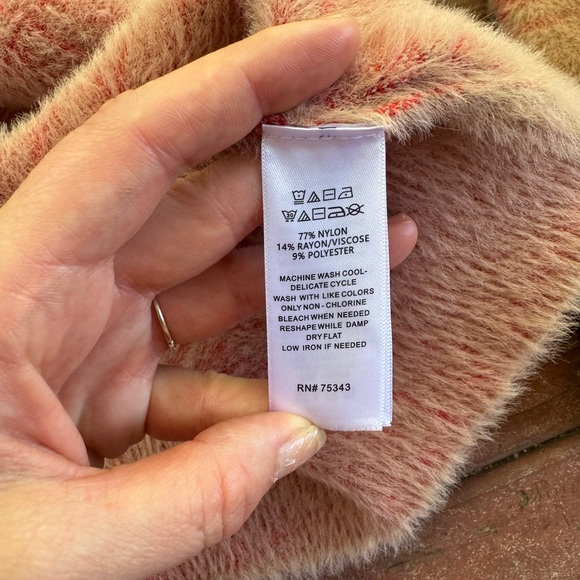 77% NYLON
14% RAYON/VISCOSE
9% POLYESTER
MACHINE WASH COOL-
DELICATE CYCLE
WASH WITH LIKE COLORS
ONLY NON - CHLORINE
BLEACH WHEN NEEDED
RESHAPE WHILE DAMP
DRY FLAT
LOW IRON IF NEEDED
RN# 75343